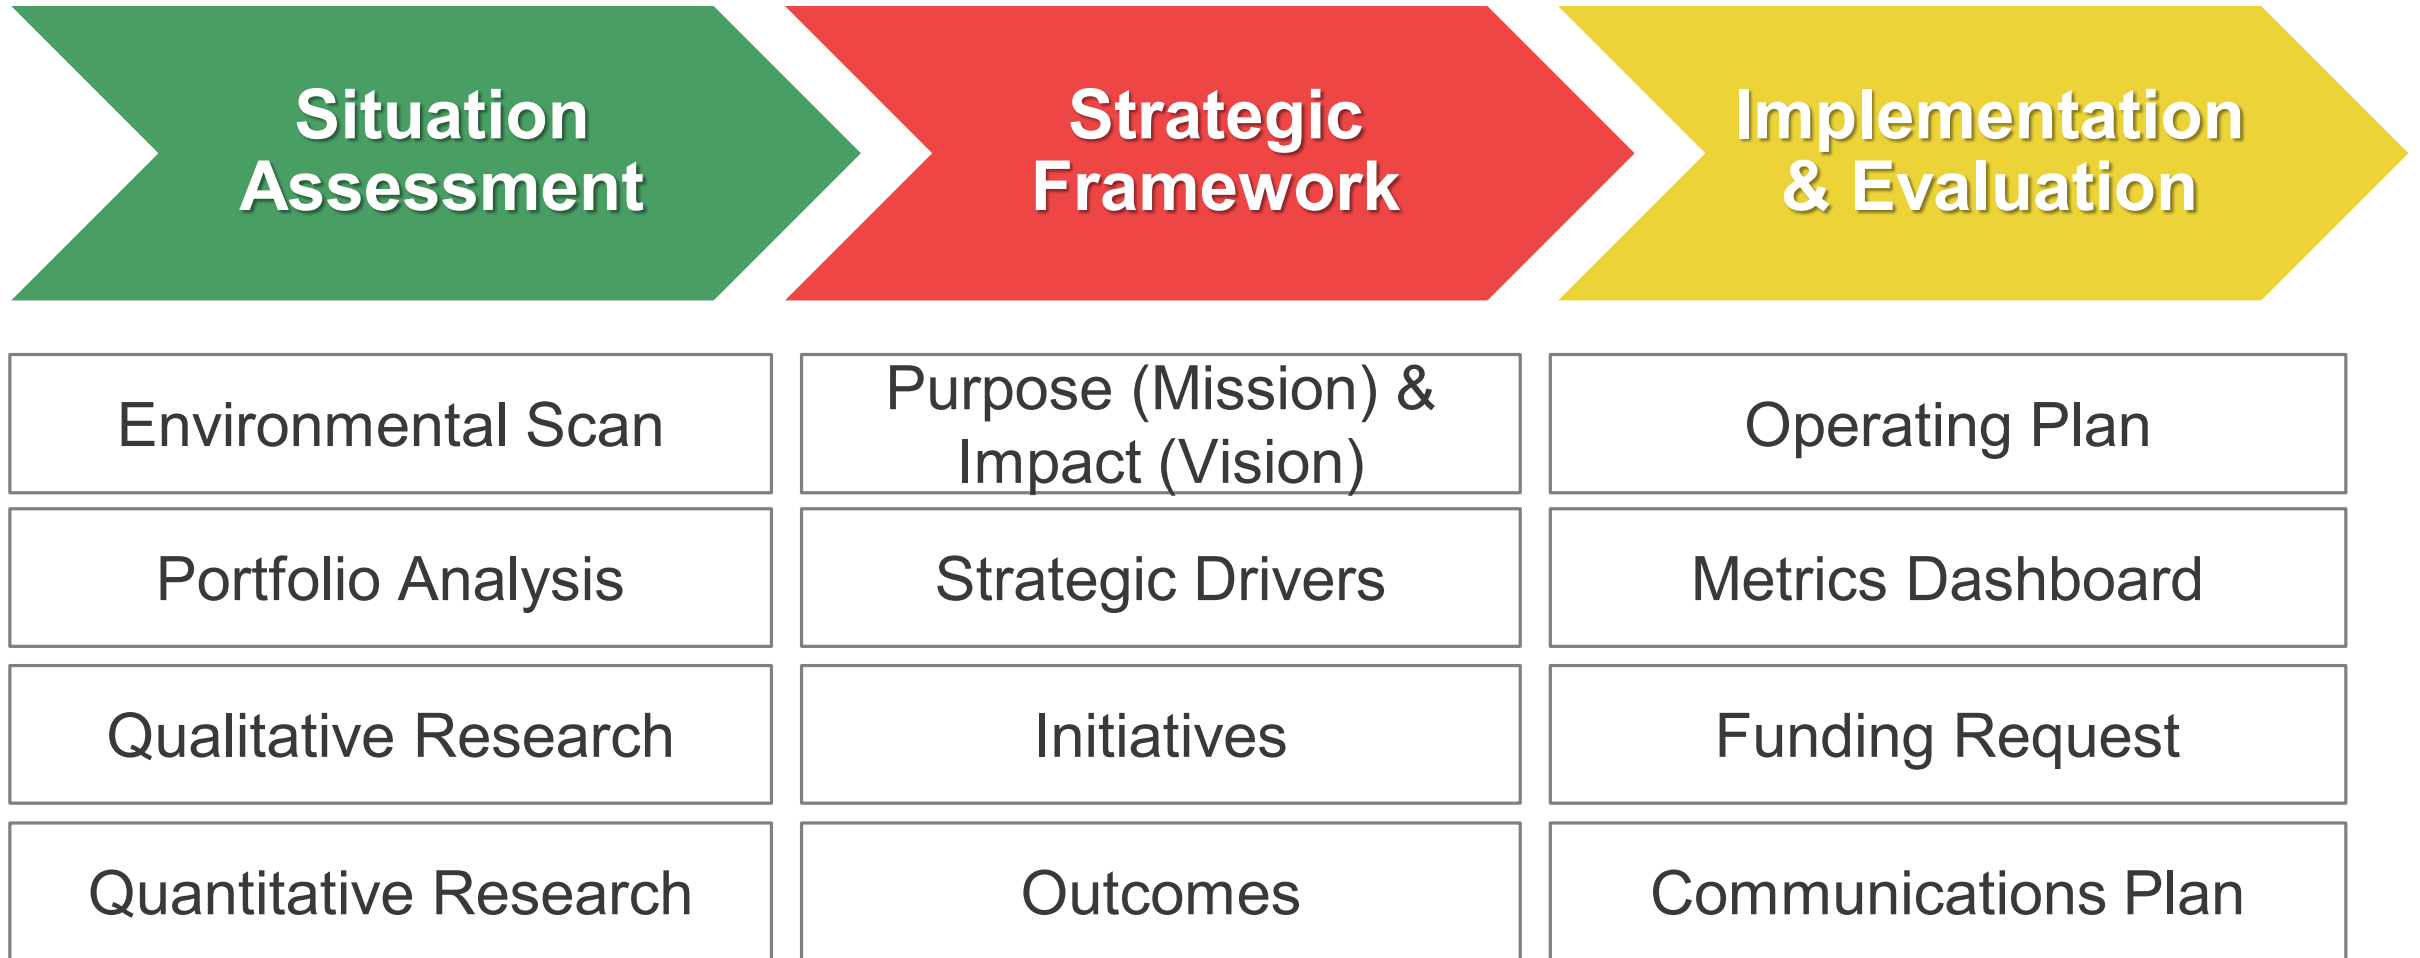 Situation
Assessment
Strategic
Framework
Implementation
& Evaluation
Environmental Scan
Purpose (Mission) &
Impact (Vision)
Operating Plan
Portfolio Analysis
Strategic Drivers
Metrics Dashboard
Qualitative Research
Initiatives
Funding Request
Quantitative Research
Outcomes
Communications Plan